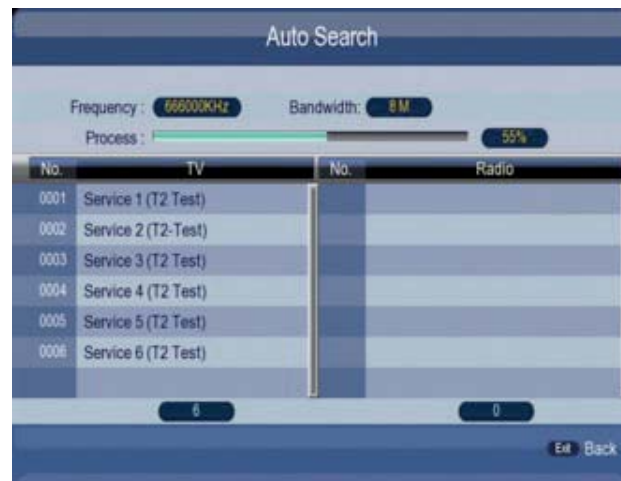 Auto Search
Frequency : 666000KHz Bandwidth: 8 M
Process : 55%
No. TV No. Radio
0001 Service 1 (T2 Test)
0002 Service 2 (T2-Test)
0003 Service 3 (T2 Test)
0004 Service 4 (T2 Test)
0005 Service 5 (T2 Test)
0006 Service 6 (T2 Test)
6 0
Exit Back